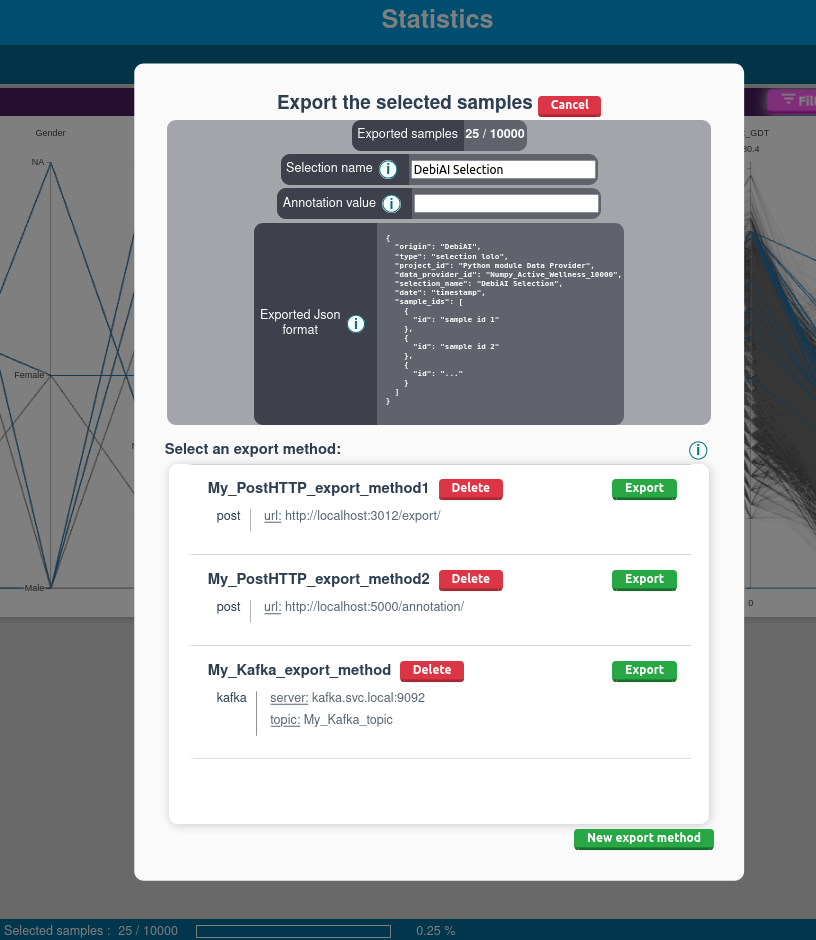 Statistics
Filt
Export the selected samples Cancel
Exported samples 25 / 10000
Selection name i DebiAI Selection
Annotation value i
Exported Json
format i
{
"origin": "DebiAI",
"type": "selection lolo",
"project_id": "Python module Data Provider",
"data_provider_id": "Numpy_Active_Wellness_10000",
"selection_name": "DebiAI Selection",
"date": "timestamp",
"sample_ids": [
{
"id": "sample id 1"
},
{
"id": "sample id 2"
},
{
"id": "..."
}
]
}
Gender
NA
Female
Male
_GDT
30.4
0
Select an export method: i
My_PostHTTP_export_method1 Delete Export
post url: http://localhost:3012/export/
My_PostHTTP_export_method2 Delete Export
post url: http://localhost:5000/annotation/
My_Kafka_export_method Delete Export
kafka server: kafka.svc.local:9092
topic: My_Kafka_topic
New export method
Selected samples : 25 / 10000 0.25 %